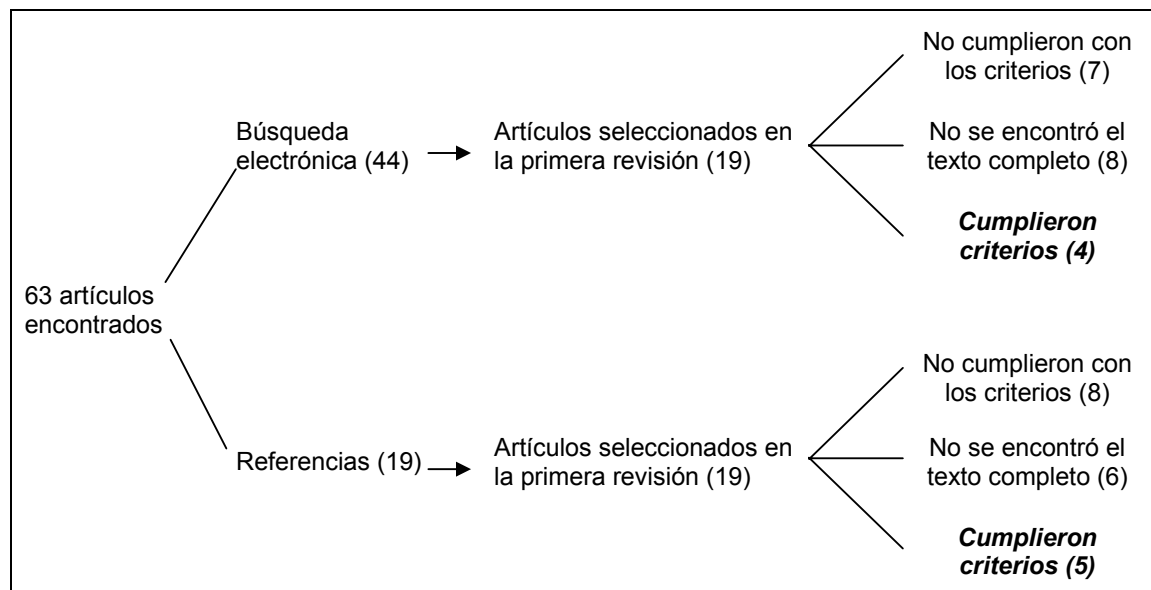 63 artículos
encontrados
Búsqueda
electrónica (44)
Artículos seleccionados en
la primera revisión (19)
No cumplieron con
los criterios (7)
No se encontró el
texto completo (8)
Cumplieron
criterios (4)
Referencias (19)
Artículos seleccionados en
la primera revisión (19)
No cumplieron con
los criterios (8)
No se encontró el
texto completo (6)
Cumplieron
criterios (5)